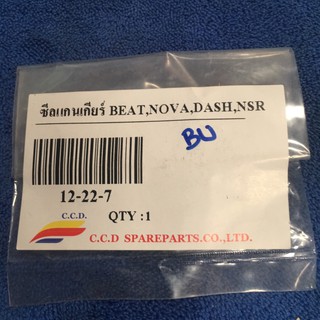 ซีลแกนเกียร์ BEAT,NOVA,DASH,NSR
BU
12-22-7
C.C.D.
QTY :1
C.C.D SPAREPARTS.CO.,LTD.